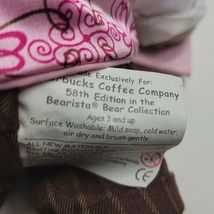 Exclusively For:
Starbucks Coffee Company
58th Edition in the
Bearista® Bear Collection
Ages 3 and up
Surface Washable: Mild soap, cold water,
air dry and brush gently.
ALL NEW MATERIALS